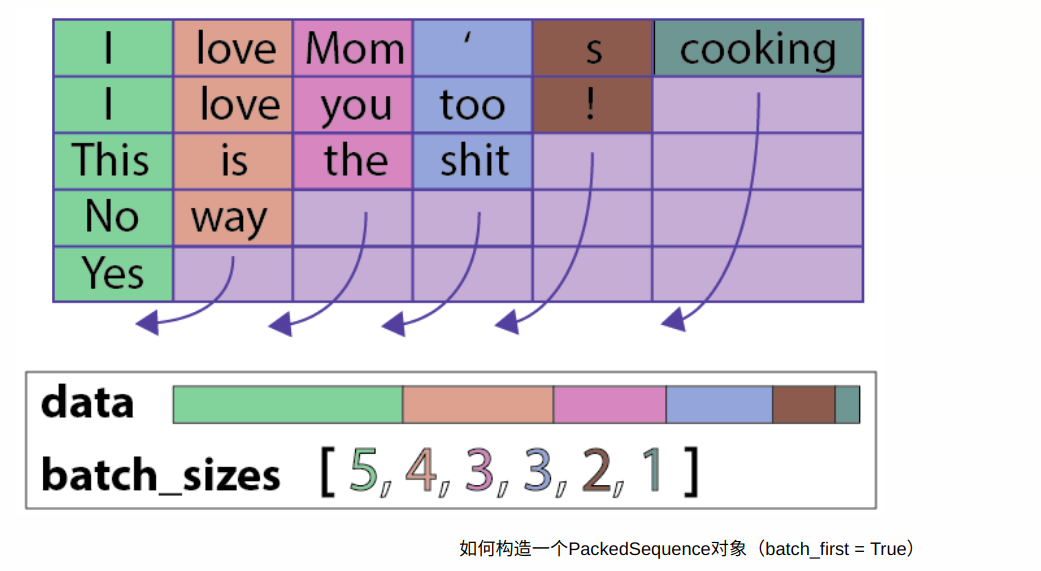 I love Mom ‘ s cooking
I love you too !
This is the shit
No way
Yes
data
batch_sizes [ 5, 4, 3, 3, 2, 1 ]
如何构造一个PackedSequence对象（batch_first = True）